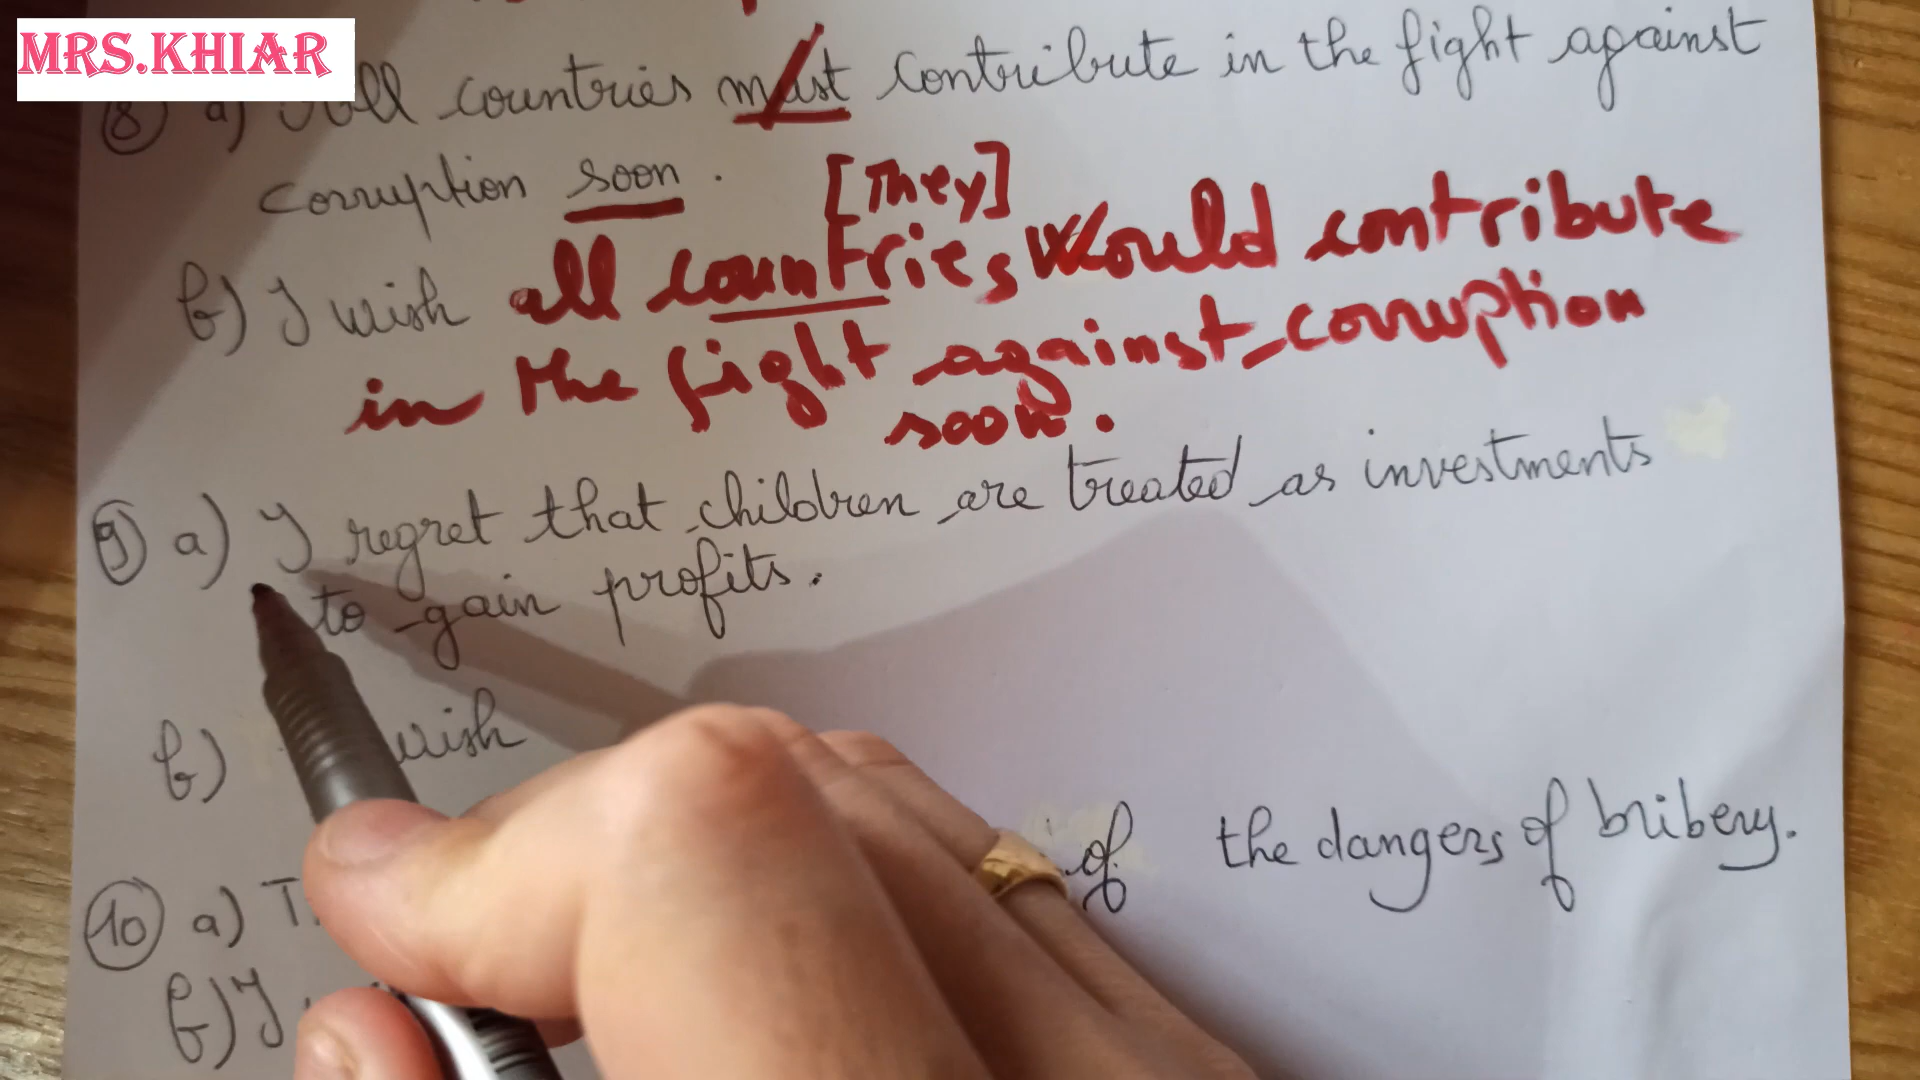 MRS.KHIAR
8 a) All countries must contribute in the fight against
corruption soon.
[They]
b) I wish all countries would contribute
in the fight against corruption
soon.
9 a) I regret that children are treated as investments
to gain profits.
b) wish
10 a) T of the dangers of bribery.
b) I